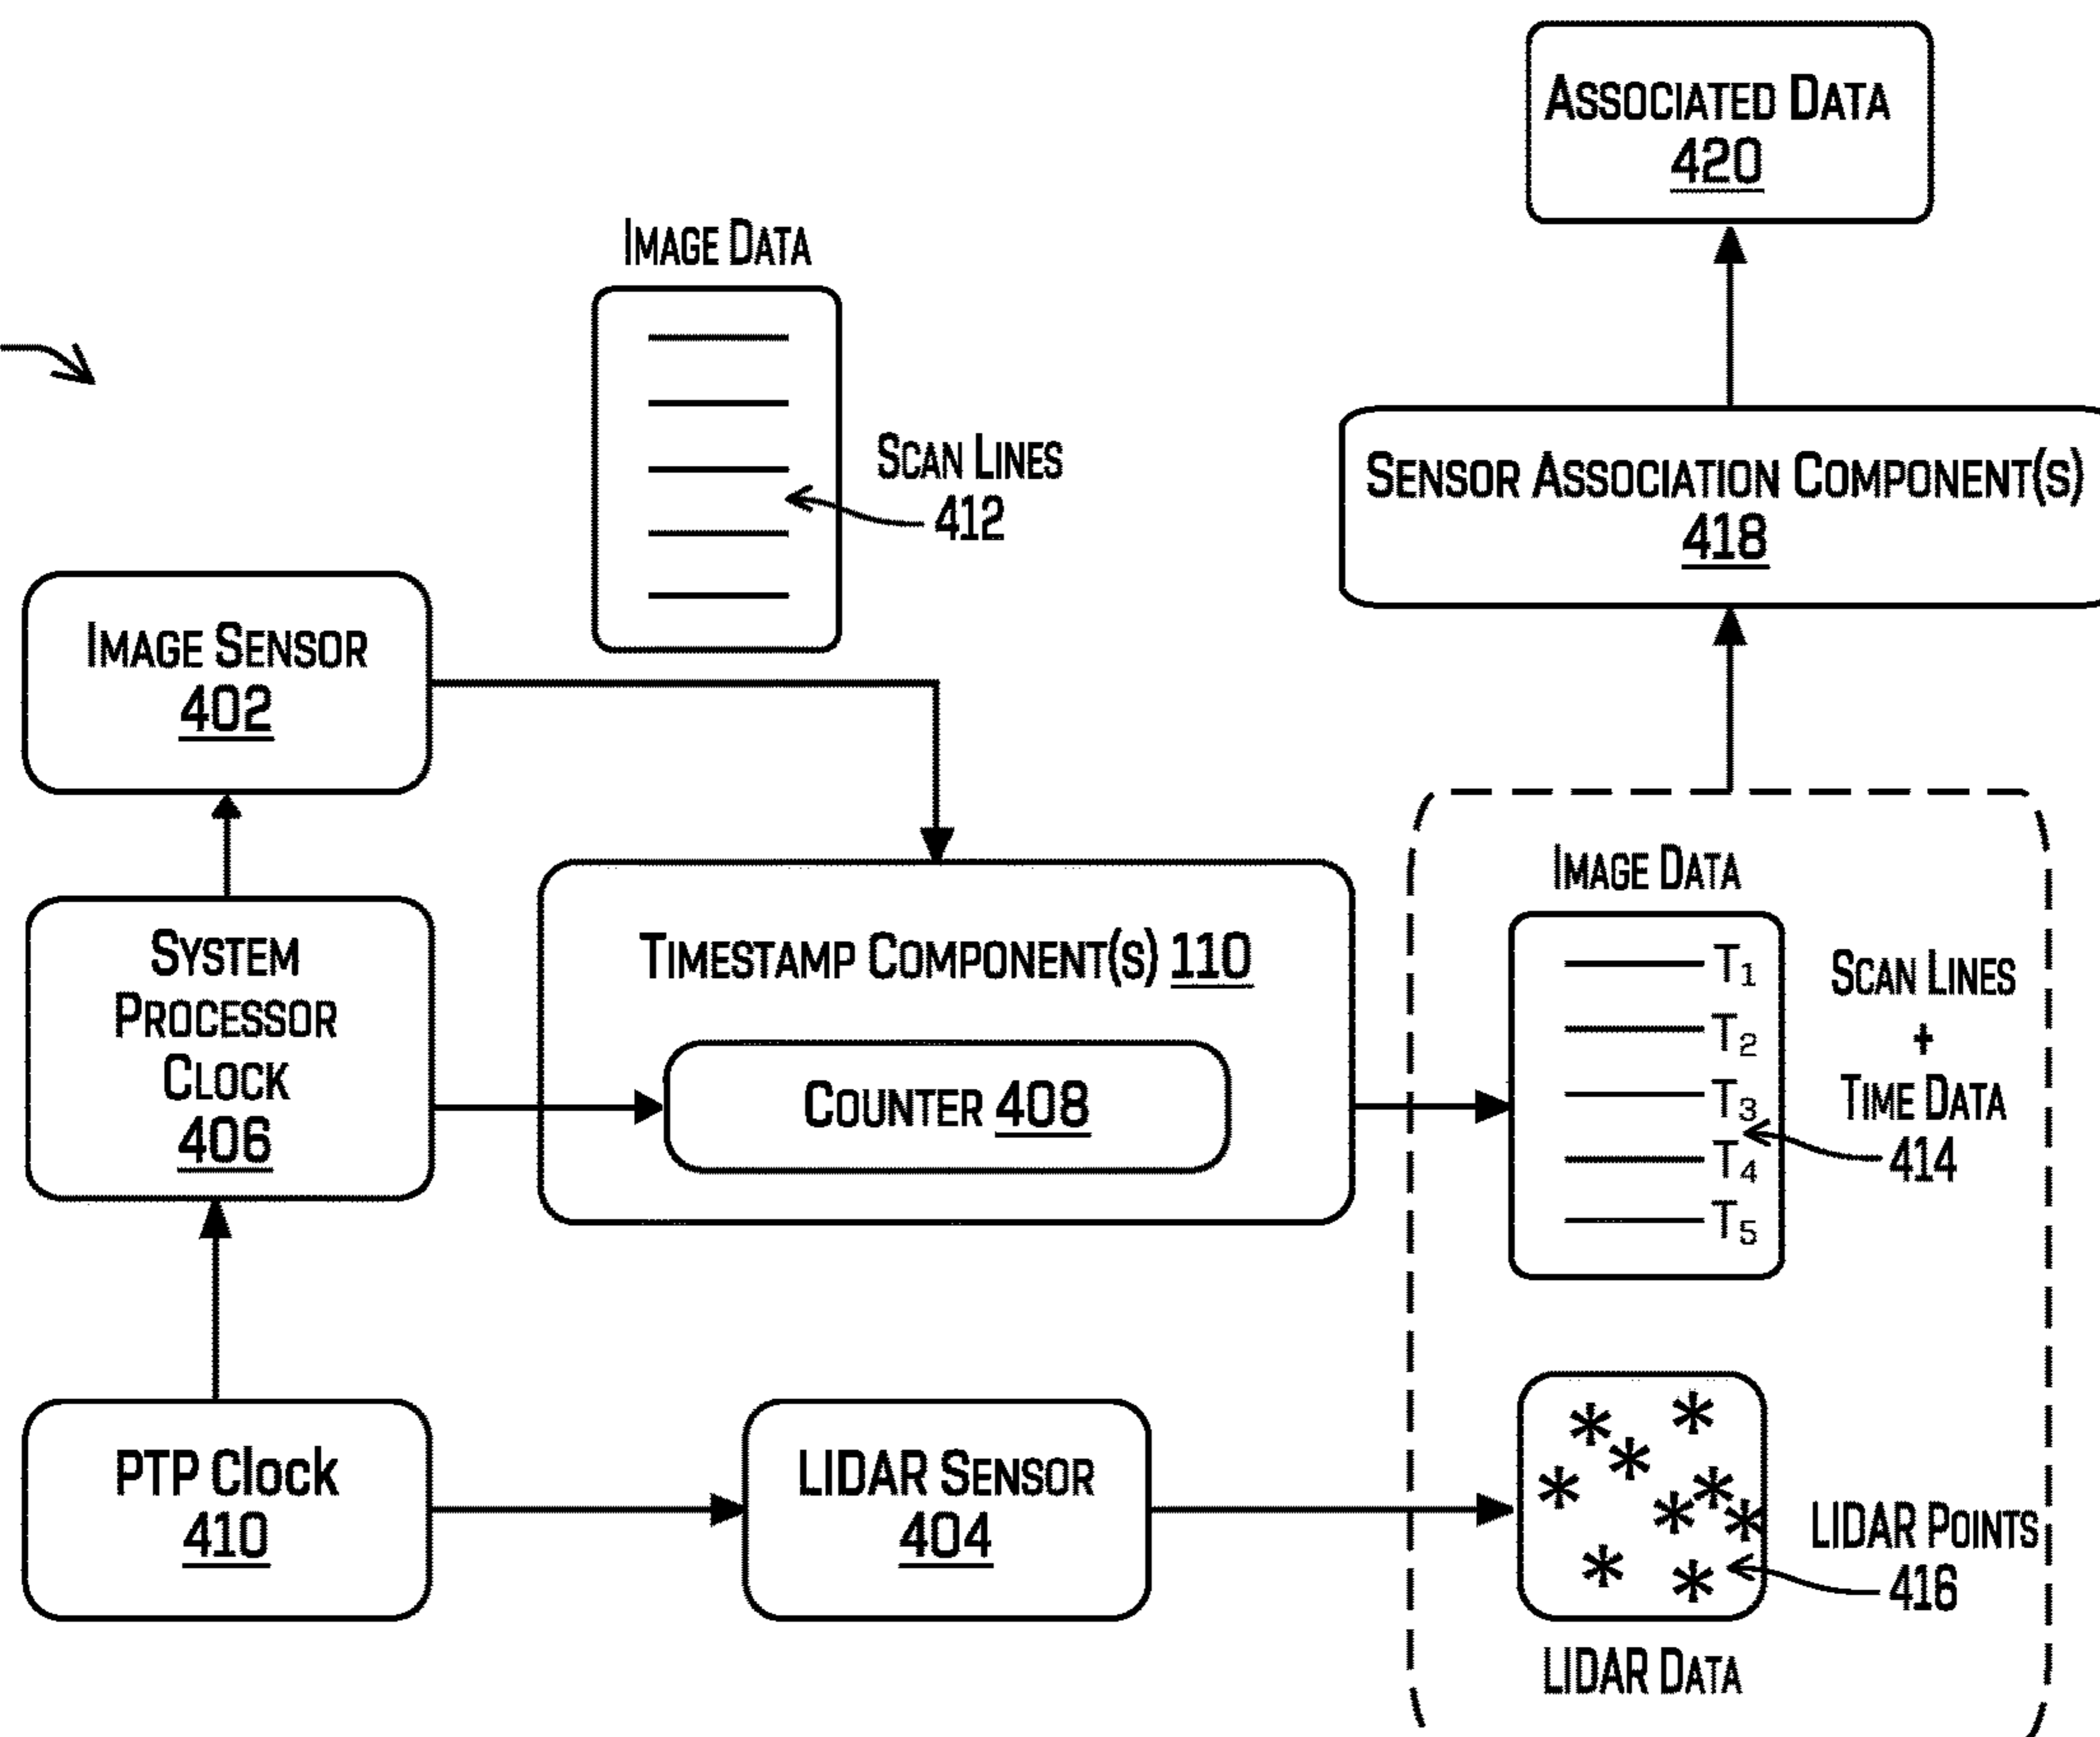 ASSOCIATED DATA
420
IMAGE DATA
SCAN LINES
412
SENSOR ASSOCIATION COMPONENT(S)
418
IMAGE SENSOR
402
SYSTEM
PROCESSOR
CLOCK
406
TIMESTAMP COMPONENT(S) 110
COUNTER 408
IMAGE DATA
T1
T2
T3
T4
T5
SCAN LINES
+
TIME DATA
414
PTP Clock
410
LIDAR SENSOR
404
LIDAR POINTS
416
LIDAR DATA